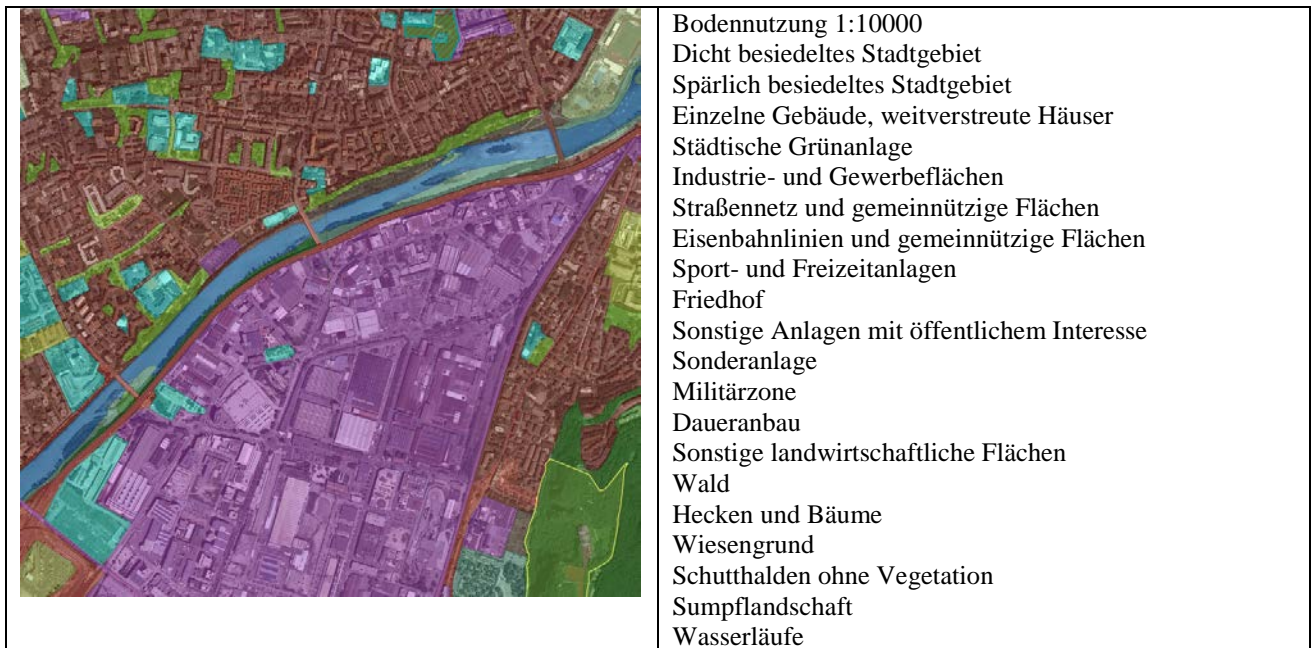 Bodennutzung 1:10000
Dicht besiedeltes Stadtgebiet
Spärlich besiedeltes Stadtgebiet
Einzelne Gebäude, weitverstreute Häuser
Städtische Grünanlage
Industrie- und Gewerbeflächen
Straßennetz und gemeinnützige Flächen
Eisenbahnlinien und gemeinnützige Flächen
Sport- und Freizeitanlagen
Friedhof
Sonstige Anlagen mit öffentlichem Interesse
Sonderanlage
Militärzone
Daueranbau
Sonstige landwirtschaftliche Flächen
Wald
Hecken und Bäume
Wiesengrund
Schutthalden ohne Vegetation
Sumpflandschaft
Wasserläufe